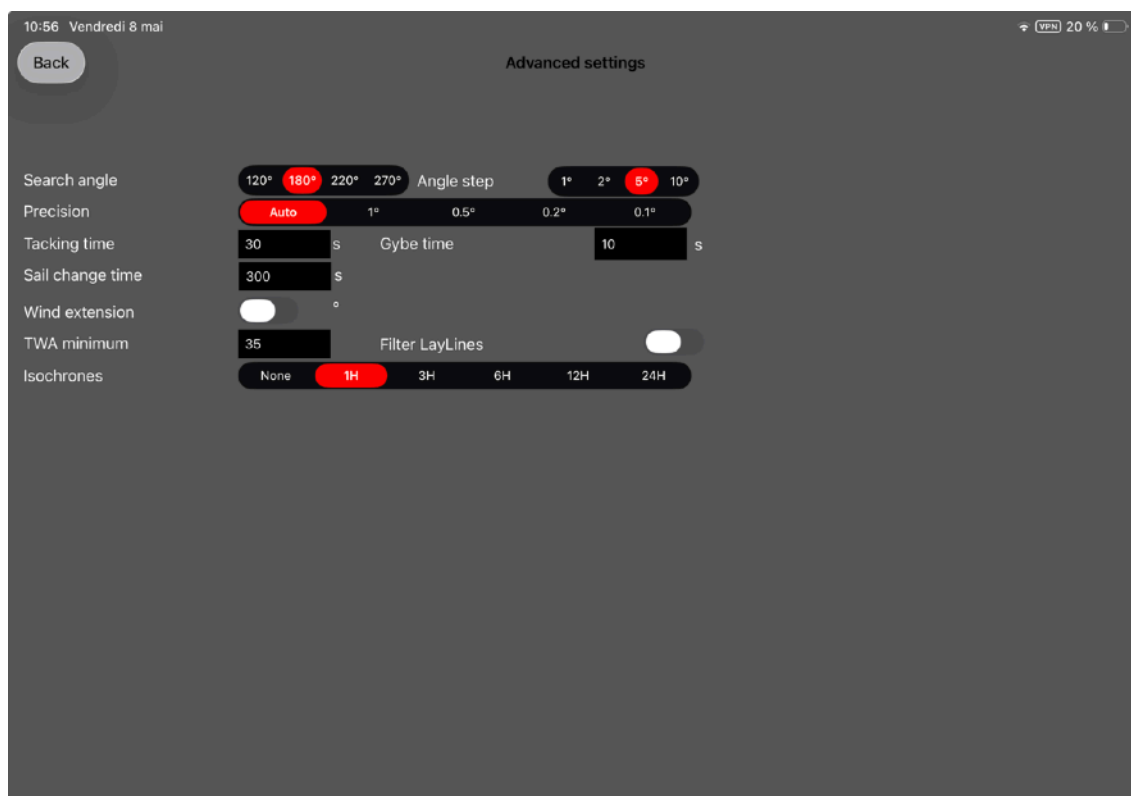 10:56 Vendredi 8 mai VPN 20 %
Back Advanced settings
Search angle 120° 180° 220° 270° Angle step 1° 2° 5° 10°
Precision Auto 1° 0.5° 0.2° 0.1°
Tacking time 30 s Gybe time 10 s
Sail change time 300 s
Wind extension °
TWA minimum 35 Filter LayLines
Isochrones None 1H 3H 6H 12H 24H